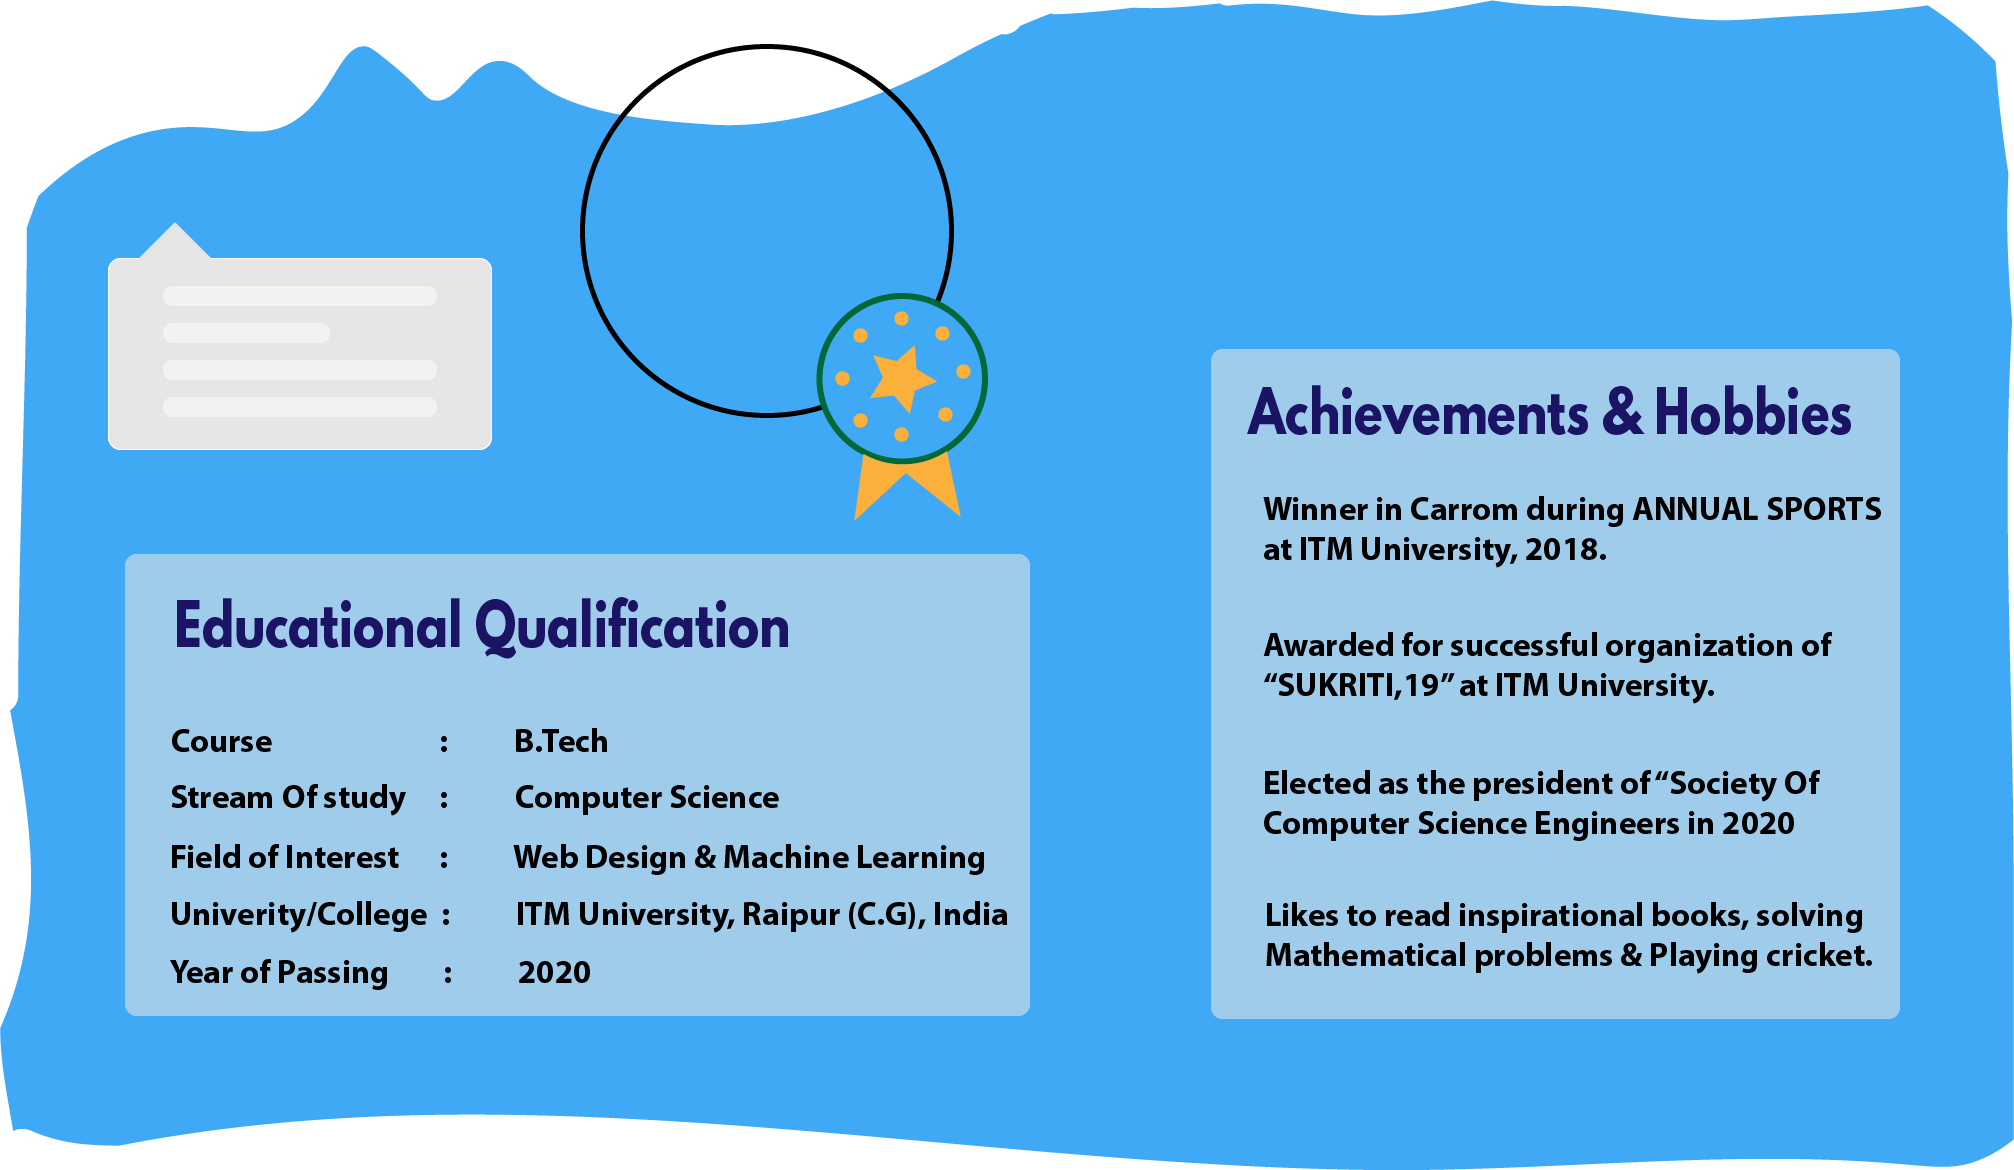 Educational Qualification
Course : B.Tech
Stream Of study : Computer Science
Field of Interest : Web Design & Machine Learning
Univerity/College : ITM University, Raipur (C.G), India
Year of Passing : 2020
Achievements & Hobbies
Winner in Carrom during ANNUAL SPORTS
at ITM University, 2018.
Awarded for successful organization of
“SUKRITI,19” at ITM University.
Elected as the president of “Society Of
Computer Science Engineers in 2020
Likes to read inspirational books, solving
Mathematical problems & Playing cricket.